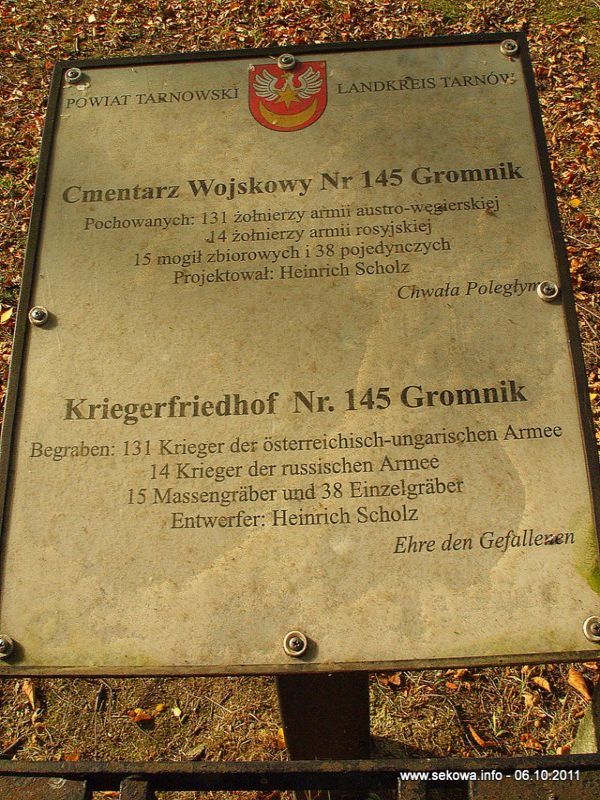 POWIAT TARNOWSKI LANDKREIS TARNÓW
Cmentarz Wojskowy Nr 145 Gromnik
Pochowanych: 131 żołnierzy armii austro-węgierskiej
14 żołnierzy armii rosyjskiej
15 mogił zbiorowych i 38 pojedynczych
Projektował: Heinrich Scholz
Chwała Poległym
Kriegerfriedhof Nr. 145 Gromnik
Begraben: 131 Krieger der österreichisch-ungarischen Armee
14 Krieger der russischen Armee
15 Massengräber und 38 Einzelgräber
Entwerfer: Heinrich Scholz
Ehre den Gefallenen
www.sekowa.info - 06.10.2011